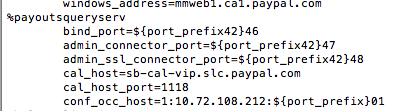 windows_address=mmweb1.ca1.paypal.com
%payoutsqueryserv
bind_port=${port_prefix42}46
admin_connector_port=${port_prefix42}47
admin_ssl_connector_port=${port_prefix42}48
cal_host=sb-cal-vip.slc.paypal.com
cal_host_port=1118
conf_occ_host=1:10.72.108.212:${port_prefix}01